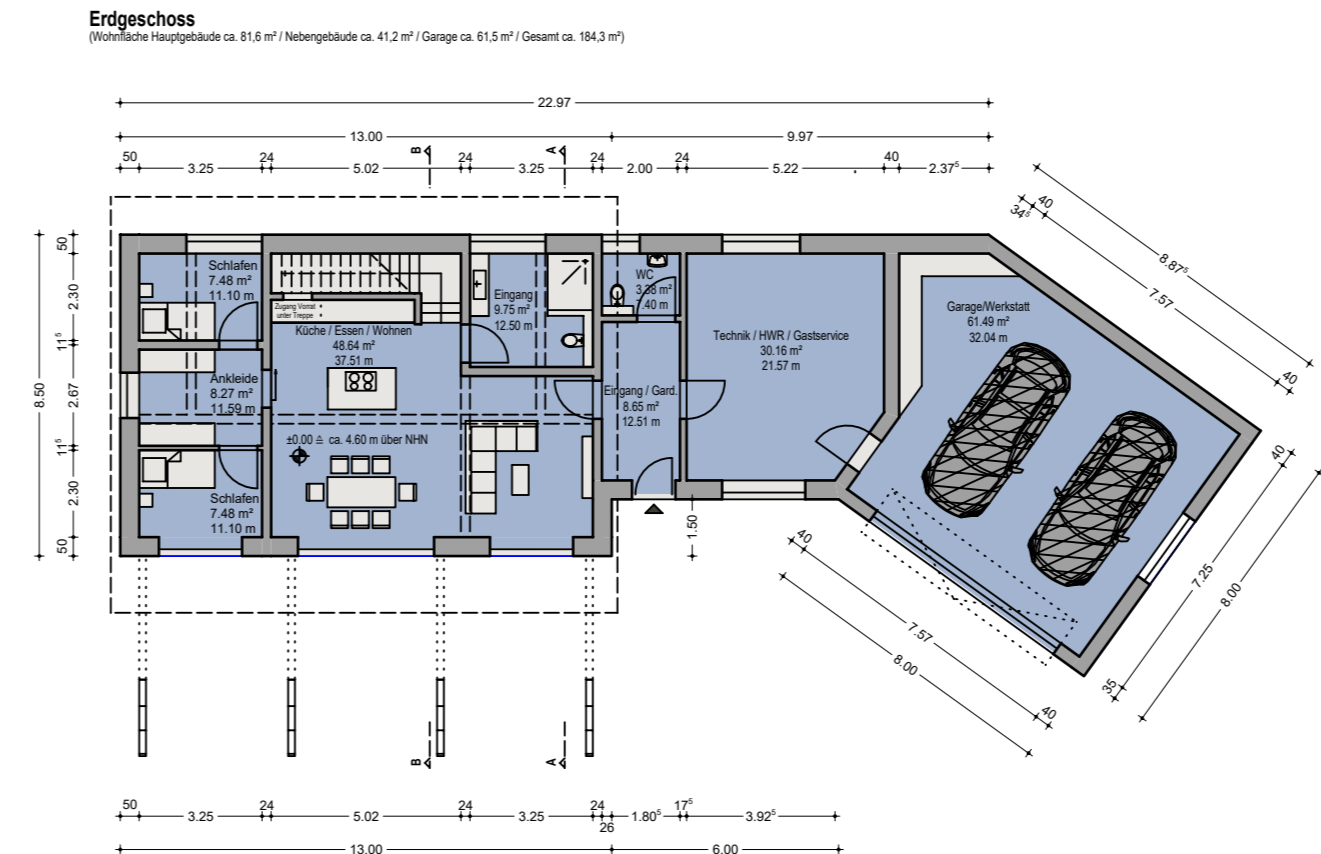 Erdgeschoss
(Wohnfläche Hauptgebäude ca. 81,6 m² / Nebengebäude ca. 41,2 m² / Garage ca. 61,5 m² / Gesamt ca. 184,3 m²)
22.97
13.00
9.97
50
3.25
24
5.02
24
3.25
24
2.00
24
5.22
40
2.37⁵
B
A
8.50
50
2.30
11⁵
2.67
11⁵
2.30
50
34⁵
40
8.87⁵
7.57
40
Schlafen
7.48 m²
11.10 m
Zugang Vorrat
unter Treppe
Küche / Essen / Wohnen
48.64 m²
37.51 m
Eingang
9.75 m²
12.50 m
WC
3.38 m²
7.40 m
Technik / HWR / Gastservice
30.16 m²
21.57 m
Garage/Werkstatt
61.49 m²
32.04 m
Ankleide
8.27 m²
11.59 m
Eingang / Gard.
8.65 m²
12.51 m
±0.00 ≙ ca. 4.60 m über NHN
Schlafen
7.48 m²
11.10 m
1.50
40
7.57
8.00
40
40
7.25
8.00
35
B
A
50
3.25
24
5.02
24
3.25
24
26
1.80⁵
17⁵
3.92⁵
13.00
6.00